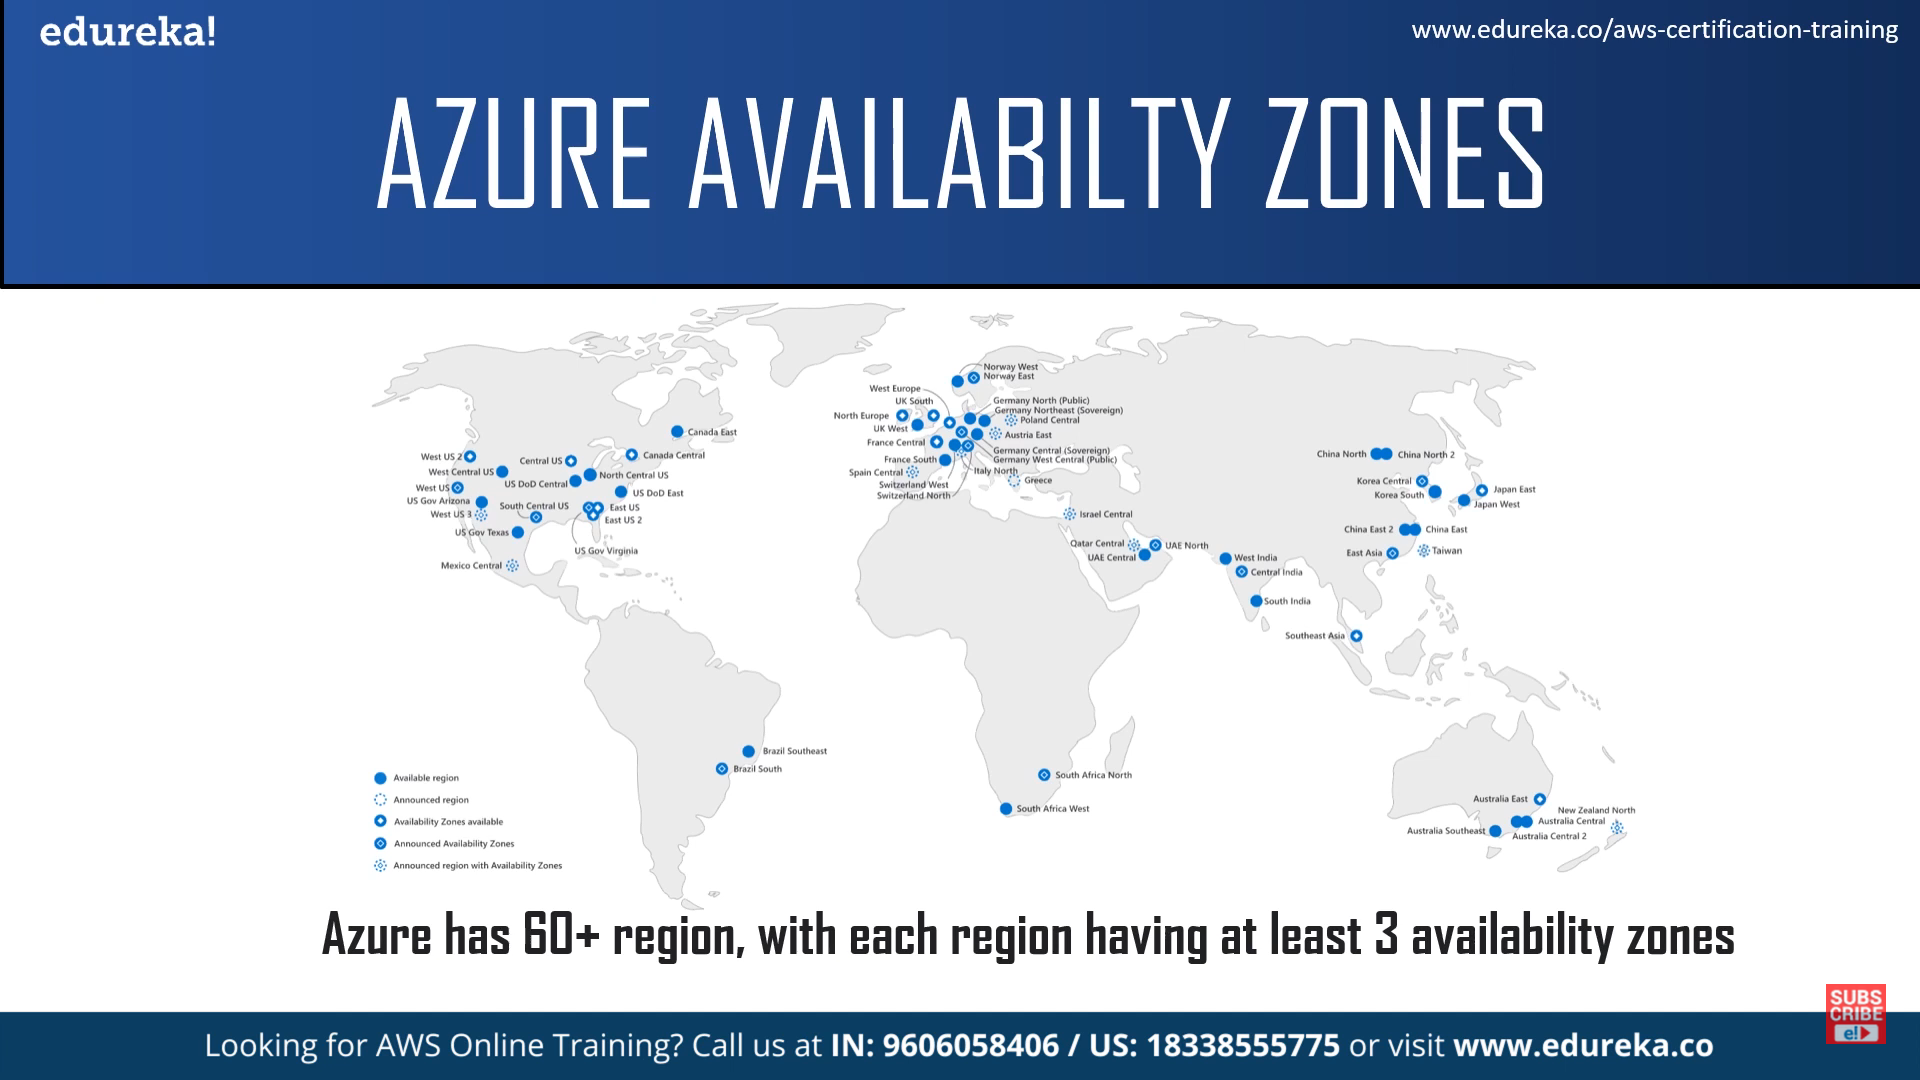 edureka!
www.edureka.co/aws-certification-training
AZURE AVAILABILTY ZONES
Norway West
Norway East
West Europe
UK South
Germany North (Public)
Germany Northeast (Sovereign)
North Europe
Poland Central
UK West
Austria East
France Central
Germany Central (Sovereign)
Germany West Central (Public)
France South
Italy North
Spain Central
Greece
Switzerland West
Switzerland North
Canada East
Canada Central
West US 2
Central US
West Central US
North Central US
US DoD Central
West US
US DoD East
US Gov Arizona
South Central US
East US
West US 3
East US 2
US Gov Texas
US Gov Virginia
Mexico Central
Israel Central
Qatar Central
UAE North
UAE Central
West India
Central India
South India
Southeast Asia
China North
China North 2
Korea Central
Korea South
Japan East
Japan West
China East 2
China East
East Asia
Taiwan
Brazil Southeast
Brazil South
South Africa North
South Africa West
Australia East
New Zealand North
Australia Central
Australia Southeast
Australia Central 2
Available region
Announced region
Availability Zones available
Announced Availability Zones
Announced region with Availability Zones
Azure has 60+ region, with each region having at least 3 availability zones
SUBS
CRIBE
e!
Looking for AWS Online Training? Call us at IN: 9606058406 / US: 18338555775 or visit www.edureka.co